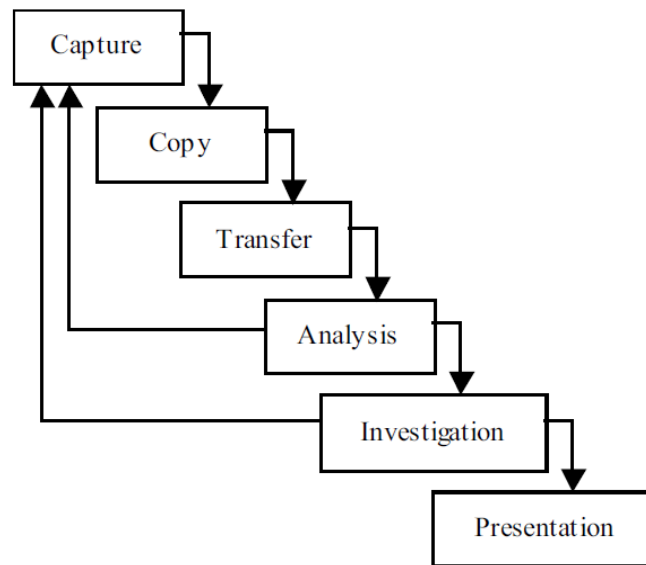 Capture
Copy
Transfer
Analysis
Investigation
Presentation